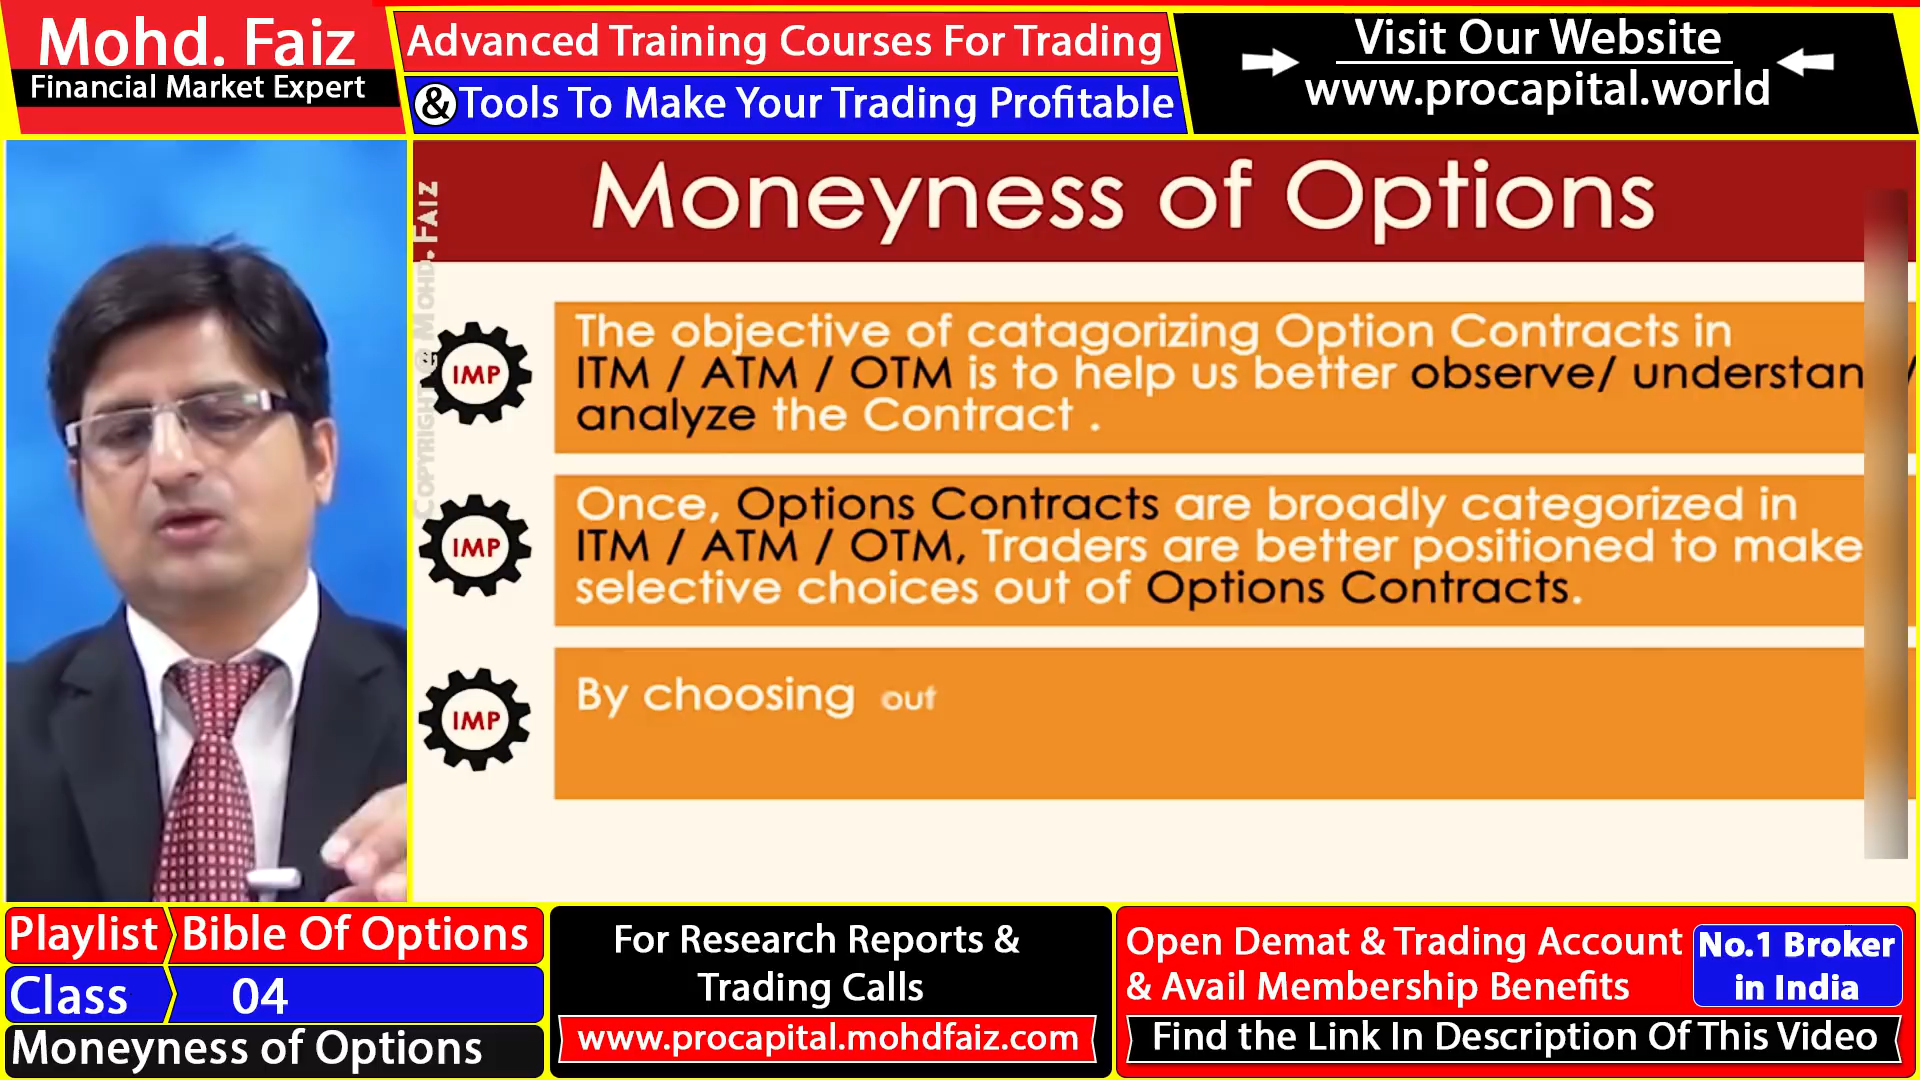 Mohd. Faiz
Financial Market Expert
Advanced Training Courses For Trading
& Tools To Make Your Trading Profitable
Visit Our Website
www.procapital.world
Moneyness of Options
COPYRIGHT @ MOHD. FAIZ
IMP
The objective of catagorizing Option Contracts in
ITM / ATM / OTM is to help us better observe/ understan /
analyze the Contract .
IMP
Once, Options Contracts are broadly categorized in
ITM / ATM / OTM, Traders are better positioned to make
selective choices out of Options Contracts.
IMP
By choosing out
Playlist Bible Of Options
Class 04
Moneyness of Options
For Research Reports &
Trading Calls
www.procapital.mohdfaiz.com
Open Demat & Trading Account
& Avail Membership Benefits
No.1 Broker
in India
Find the Link In Description Of This Video